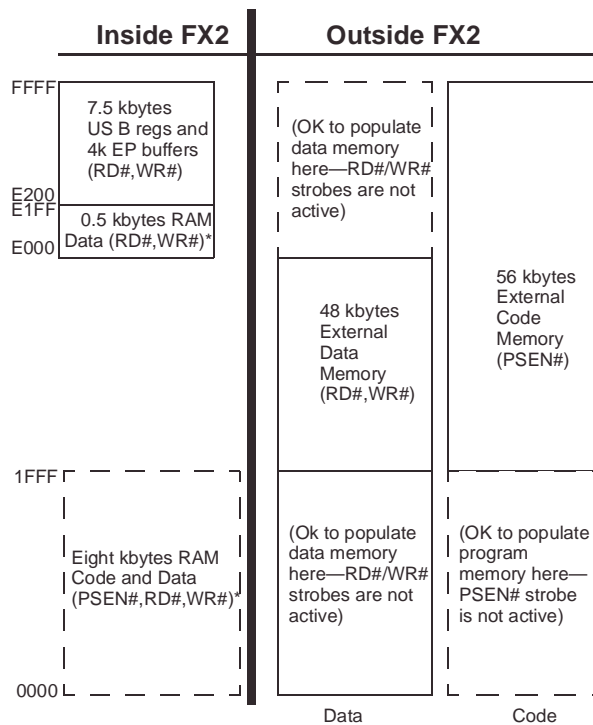 Inside FX2
Outside FX2
FFFF
7.5 kbytes
US B regs and
4k EP buffers
(RD#,WR#)
E200
E1FF
0.5 kbytes RAM
Data (RD#,WR#)*
E000
(OK to populate
data memory
here—RD#/WR#
strobes are not
active)
48 kbytes
External
Data
Memory
(RD#,WR#)
56 kbytes
External
Code
Memory
(PSEN#)
1FFF
Eight kbytes RAM
Code and Data
(PSEN#,RD#,WR#)*
0000
(Ok to populate
data memory
here—RD#/WR#
strobes are not
active)
(OK to populate
program
memory here—
PSEN# strobe
is not active)
Data
Code